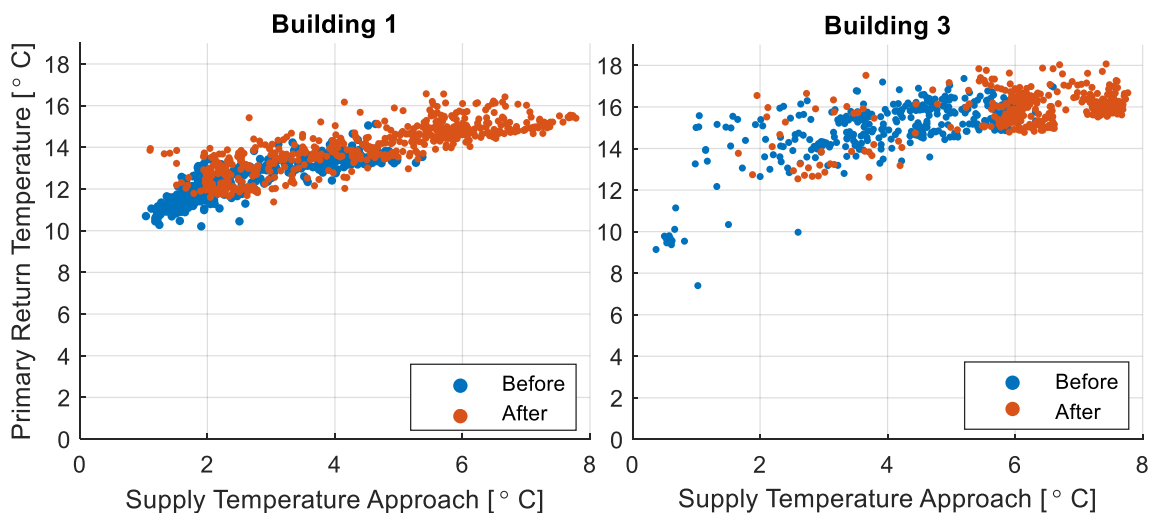 Building 1
Primary Return Temperature [° C]
18
16
14
12
10
8
6
4
2
0
0 2 4 6 8
Supply Temperature Approach [° C]
Before
After
Building 3
18
16
14
12
10
8
6
4
2
0
0 2 4 6 8
Supply Temperature Approach [° C]
Before
After